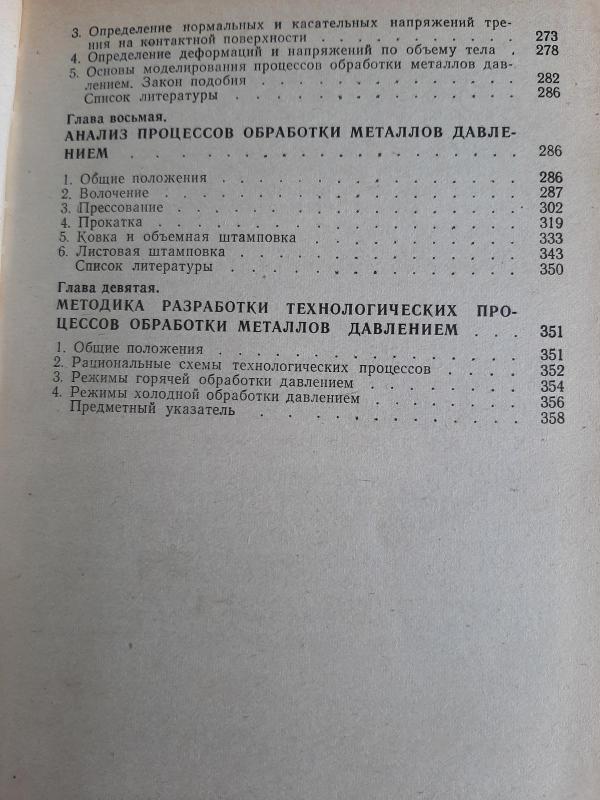 3. Определение нормальных и касательных напряжений тре-
ния на контактной поверхности . . . . . . . . . . 273
4. Определение деформаций и напряжений по объему тела . 278
5. Основы моделирования процессов обработки металлов дав-
лением. Закон подобия . . . . . . . . . . . . 282
Список литературы . . . . . . . . . . . . . . 286
Глава восьмая.
АНАЛИЗ ПРОЦЕССОВ ОБРАБОТКИ МЕТАЛЛОВ ДАВЛЕ-
НИЕМ . . . . . . . . . . . . . . . . 286
1. Общие положения . . . . . . . . . . . . . . 286
2. Волочение . . . . . . . . . . . . . . . . 287
3. Прессование . . . . . . . . . . . . . . . 302
4. Прокатка . . . . . . . . . . . . . . . . 319
5. Ковка и объемная штамповка . . . . . . . . . . 333
6. Листовая штамповка . . . . . . . . . . . . . 343
Список литературы . . . . . . . . . . . . . . 350
Глава девятая.
МЕТОДИКА РАЗРАБОТКИ ТЕХНОЛОГИЧЕСКИХ ПРО-
ЦЕССОВ ОБРАБОТКИ МЕТАЛЛОВ ДАВЛЕНИЕМ . . . 351
1. Общие положения . . . . . . . . . . . . . . 351
2. Рациональные схемы технологических процессов . . . . 352
3. Режимы горячей обработки давлением . . . . . . . 354
4. Режимы холодной обработки давлением . . . . . . . 356
Предметный указатель . . . . . . . . . . . . . 358